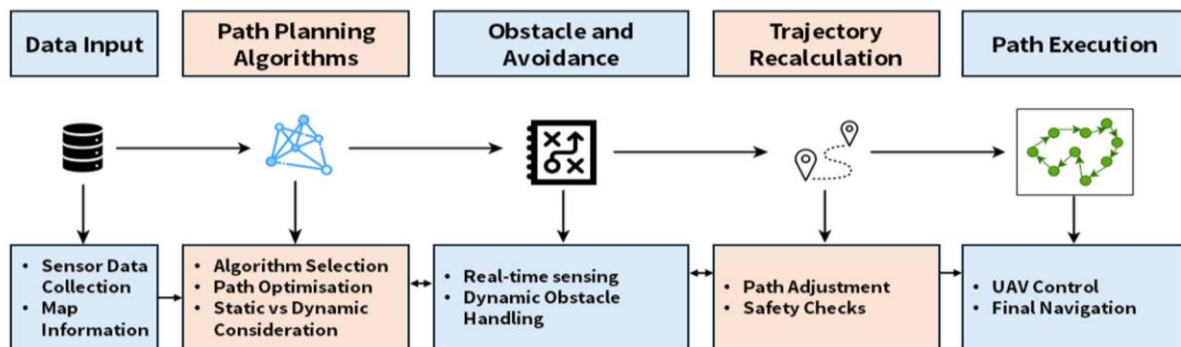 Data Input
Path Planning
Algorithms
Obstacle and
Avoidance
Trajectory
Recalculation
Path Execution
• Sensor Data
Collection
• Map
Information
• Algorithm Selection
• Path Optimisation
• Static vs Dynamic
Consideration
• Real-time sensing
• Dynamic Obstacle
Handling
• Path Adjustment
• Safety Checks
• UAV Control
• Final Navigation